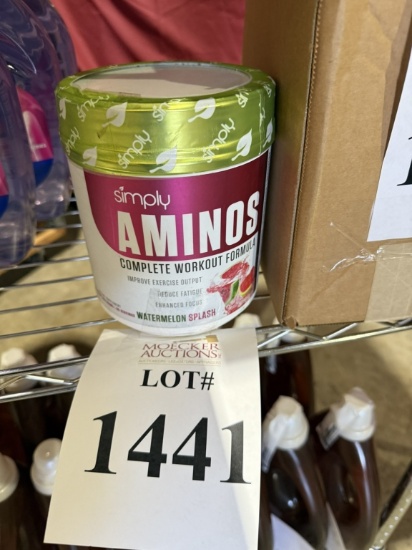 simply
simply
simply
AMINOS
COMPLETE WORKOUT FORMULA
IMPROVE EXERCISE OUTPUT
REDUCE FATIGUE
ENHANCES FOCUS
WATERMELON SPLASH
MOECKER
AUCTIONS
LOT#
1441